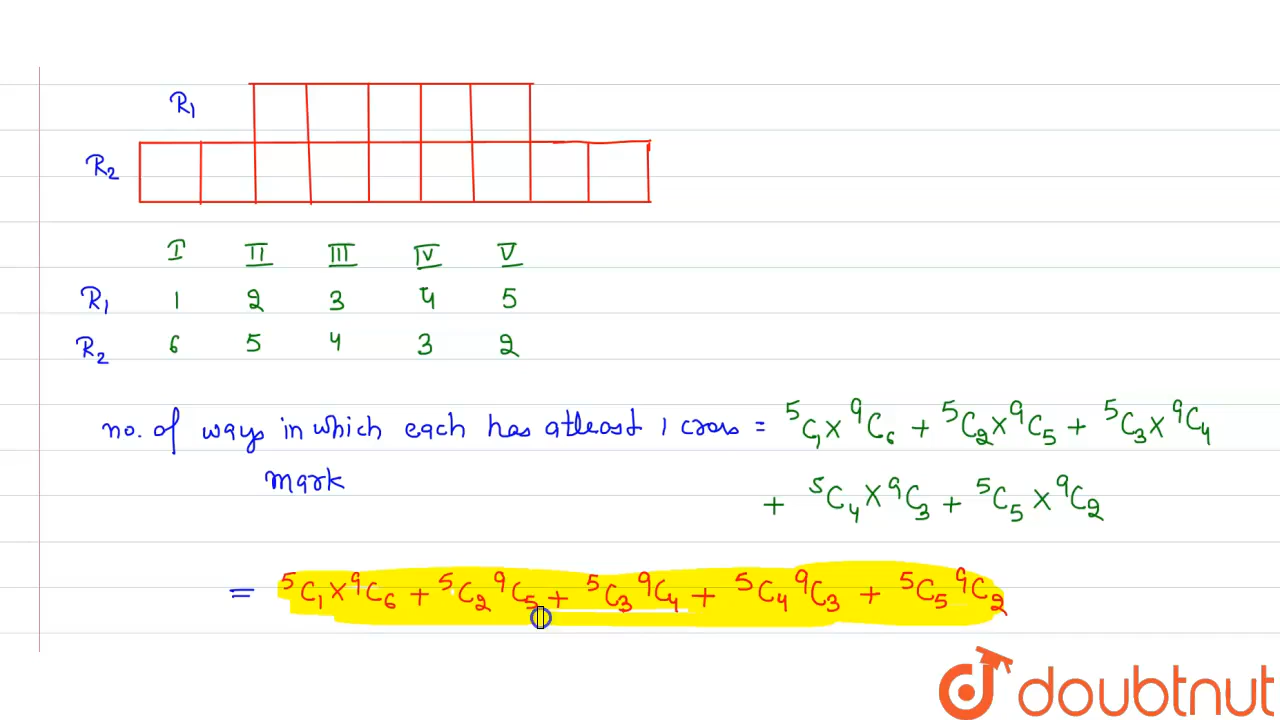 R₁
R₂
I II III IV V
R₁ 1 2 3 4 5
R₂ 6 5 4 3 2
no. of ways in which each has atleast 1 cross = ⁵C₁ × ⁹C₆ + ⁵C₂ × ⁹C₅ + ⁵C₃ × ⁹C₄
mark
+ ⁵C₄ × ⁹C₃ + ⁵C₅ × ⁹C₂
= ⁵C₁ × ⁹C₆ + ⁵C₂ ⁹C₅ + ⁵C₃ ⁹C₄ + ⁵C₄ ⁹C₃ + ⁵C₅ ⁹C₂
doubtnut